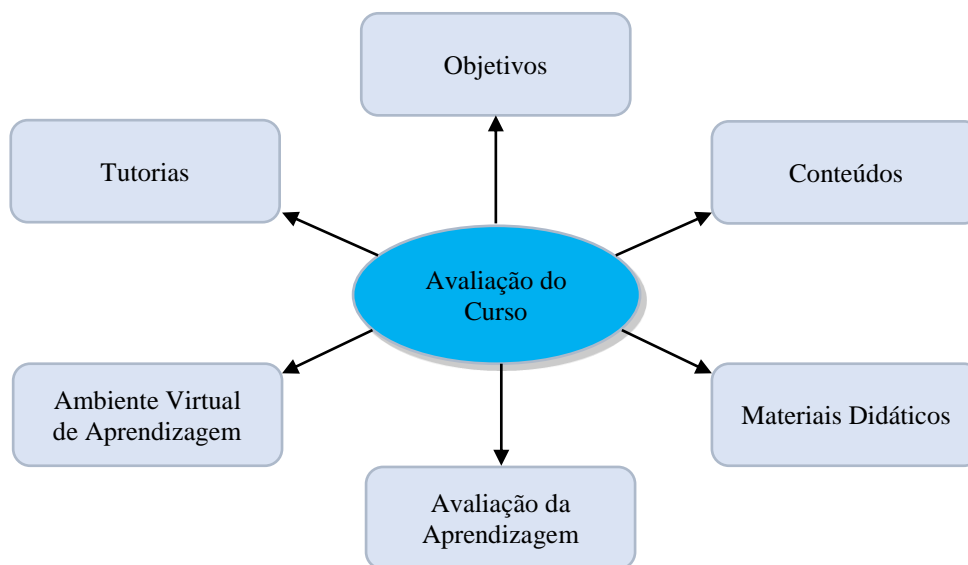 Objetivos
Tutorias
Conteúdos
Avaliação do
Curso
Ambiente Virtual
de Aprendizagem
Materiais Didáticos
Avaliação da
Aprendizagem